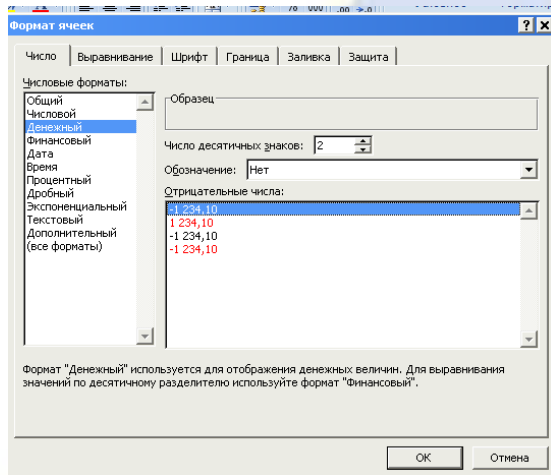 Формат ячеек
Число
Выравнивание
Шрифт
Граница
Заливка
Защита
Числовые форматы:
Общий
Числовой
Денежный
Финансовый
Дата
Время
Процентный
Дробный
Экспоненциальный
Текстовый
Дополнительный
(все форматы)
Образец
Число десятичных знаков: 2
Обозначение: Нет
Отрицательные числа:
-1 234,10
1 234,10
-1 234,10
-1 234,10
Формат "Денежный" используется для отображения денежных величин. Для выравнивания
значений по десятичному разделителю используйте формат "Финансовый".
ОК
Отмена